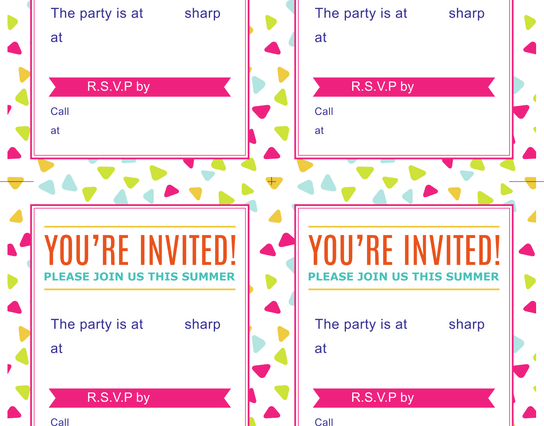 The party is at sharp
at
R.S.V.P by
Call
at
The party is at sharp
at
R.S.V.P by
Call
at
YOU'RE INVITED!
PLEASE JOIN US THIS SUMMER
The party is at sharp
at
R.S.V.P by
Call
YOU'RE INVITED!
PLEASE JOIN US THIS SUMMER
The party is at sharp
at
R.S.V.P by
Call